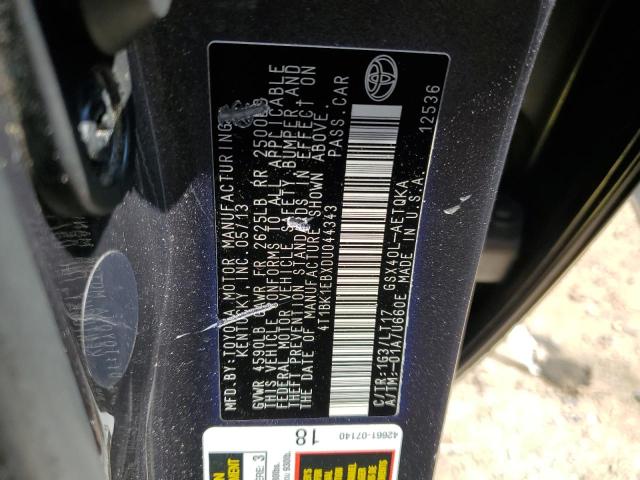 MFD.BY:TOYOTA MOTOR MANUFACTURING
KENTUCKY, INC. 05/13
GVWR 4590LB GAWR FR 2625LB RR 2500LB
THIS VEHICLE CONFORMS TO ALL APPLICABLE
FEDERAL MOTOR VEHICLE SAFETY, BUMPER AND
THEFT PREVENTION STANDARDS IN EFFECT ON
THE DATE OF MANUFACTURE SHOWN ABOVE.
4T1BK1EBXDU044343 PASS.CAR
C/TR:1G3/LT17 GSX40L-AETQKA
A/TM:-01A/U660E MADE IN U.S.A.
12536
18
42661-07140